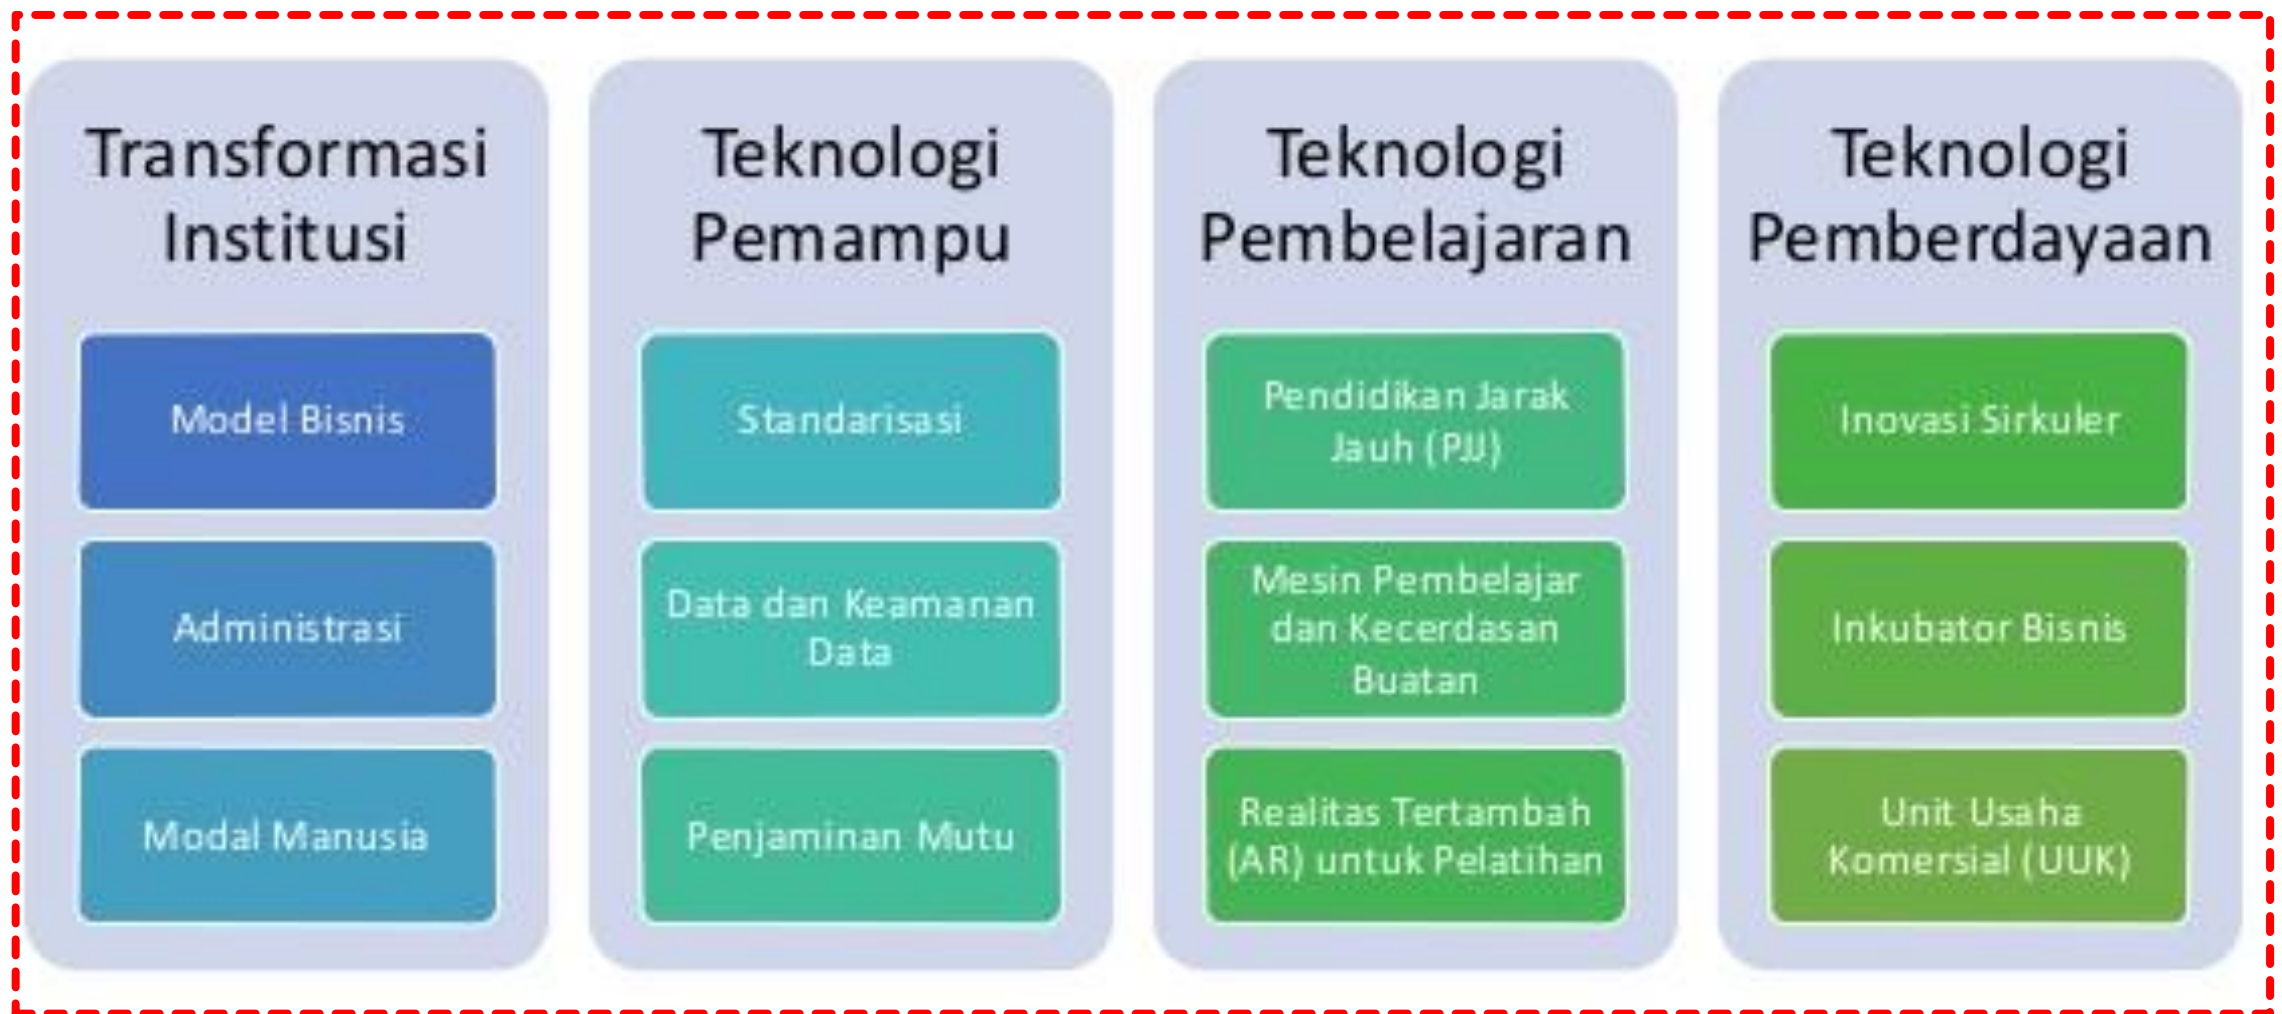 Transformasi
Institusi
Model Bisnis
Administrasi
Modal Manusia
Teknologi
Pemampu
Standarisasi
Data dan Keamanan
Data
Penjaminan Mutu
Teknologi
Pembelajaran
Pendidikan Jarak
Jauh (PJJ)
Mesin Pembelajar
dan Kecerdasan
Buatan
Realitas Tertambah
(AR) untuk Pelatihan
Teknologi
Pemberdayaan
Inovasi Sirkuler
Inkubator Bisnis
Unit Usaha
Komersial (UUK)